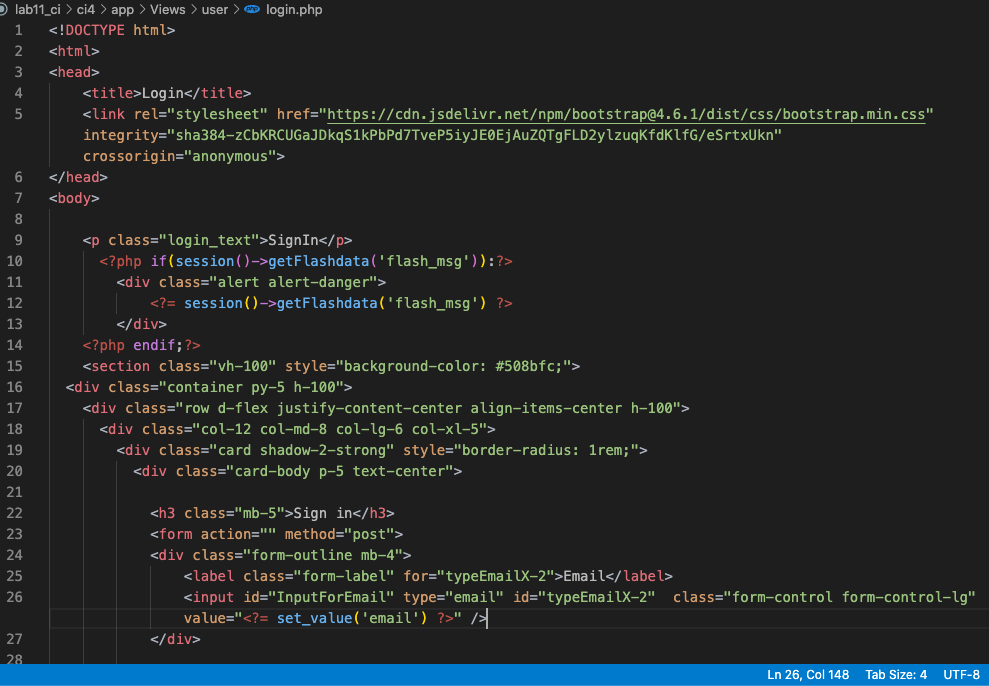 lab11_ci > ci4 > app > Views > user > php login.php
1 <!DOCTYPE html>
2 <html>
3 <head>
4 <title>Login</title>
5 <link rel="stylesheet" href="https://cdn.jsdelivr.net/npm/bootstrap@4.6.1/dist/css/bootstrap.min.css"
integrity="sha384-zCbKRCUGaJDkqS1kPbPd7TveP5iyJE0EjAuZQTgFLD2ylzuqKfdKlfG/eSrtxUkn"
crossorigin="anonymous">
6 </head>
7 <body>
8
9 <p class="login_text">SignIn</p>
10 <?php if(session()->getFlashdata('flash_msg')):?>
11 <div class="alert alert-danger">
12 <?= session()->getFlashdata('flash_msg') ?>
13 </div>
14 <?php endif;?>
15 <section class="vh-100" style="background-color: #508bfc;">
16 <div class="container py-5 h-100">
17 <div class="row d-flex justify-content-center align-items-center h-100">
18 <div class="col-12 col-md-8 col-lg-6 col-xl-5">
19 <div class="card shadow-2-strong" style="border-radius: 1rem;">
20 <div class="card-body p-5 text-center">
21
22 <h3 class="mb-5">Sign in</h3>
23 <form action="" method="post">
24 <div class="form-outline mb-4">
25 <label class="form-label" for="typeEmailX-2">Email</label>
26 <input id="InputForEmail" type="email" id="typeEmailX-2"  class="form-control form-control-lg"
value="<?= set_value('email') ?>" />
27 </div>
28
Ln 26, Col 148 Tab Size: 4 UTF-8